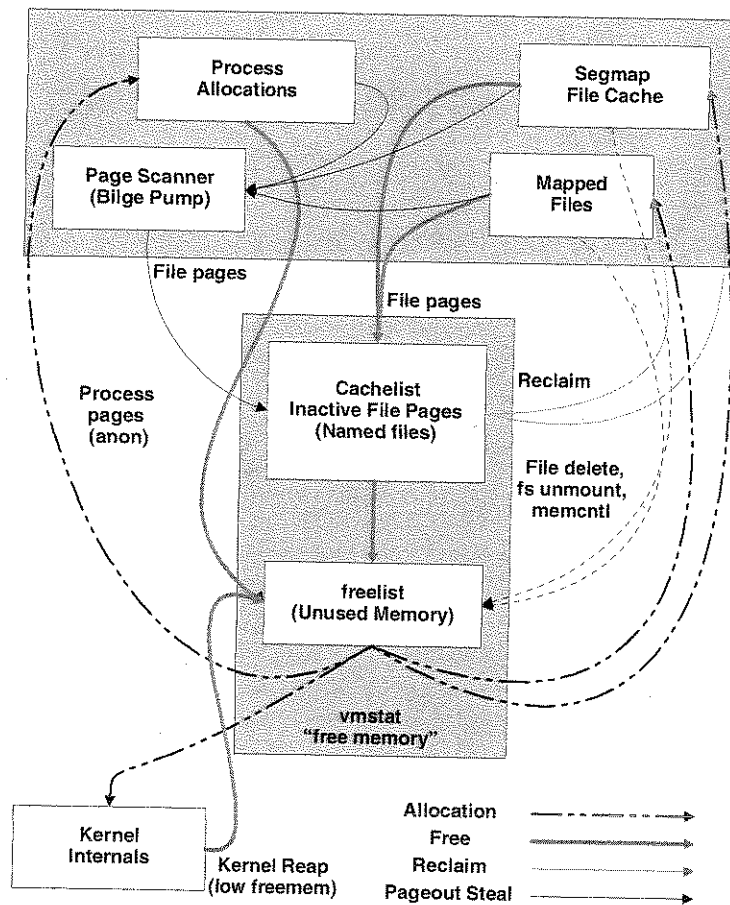 Process
Allocations
Segmap
File Cache
Page Scanner
(Bilge Pump)
Mapped
Files
File pages
File pages
Cachelist
Inactive File Pages
(Named files)
Reclaim
Process
pages
(anon)
File delete,
fs unmount,
memcntl
freelist
(Unused Memory)
vmstat
"free memory"
Kernel
Internals
Kernel Reap
(low freemem)
Allocation
Free
Reclaim
Pageout Steal